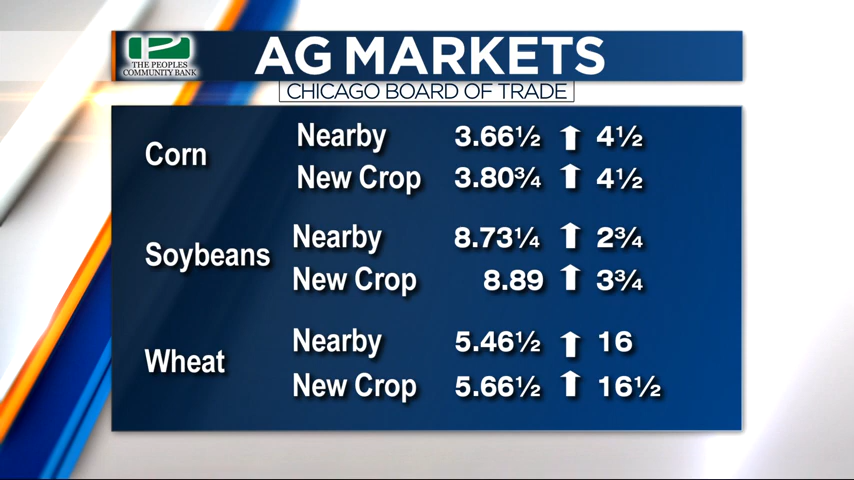 THE PEOPLES
COMMUNITY BANK
AG MARKETS
CHICAGO BOARD OF TRADE
Corn
Nearby 3.66½ 4½
New Crop 3.80¾ 4½
Soybeans
Nearby 8.73¼ 2¾
New Crop 8.89 3¾
Wheat
Nearby 5.46½ 16
New Crop 5.66½ 16½